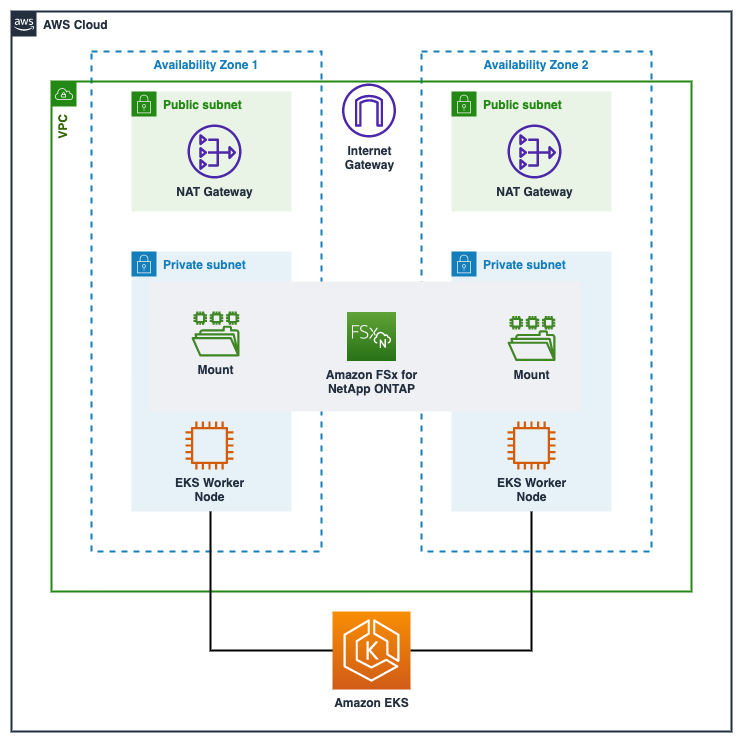 aws
AWS Cloud
Availability Zone 1
Availability Zone 2
VPC
Public subnet
NAT Gateway
Internet
Gateway
Public subnet
NAT Gateway
Private subnet
Private subnet
Mount
FSx
N
Amazon FSx for
NetApp ONTAP
Mount
EKS Worker
Node
EKS Worker
Node
K
Amazon EKS